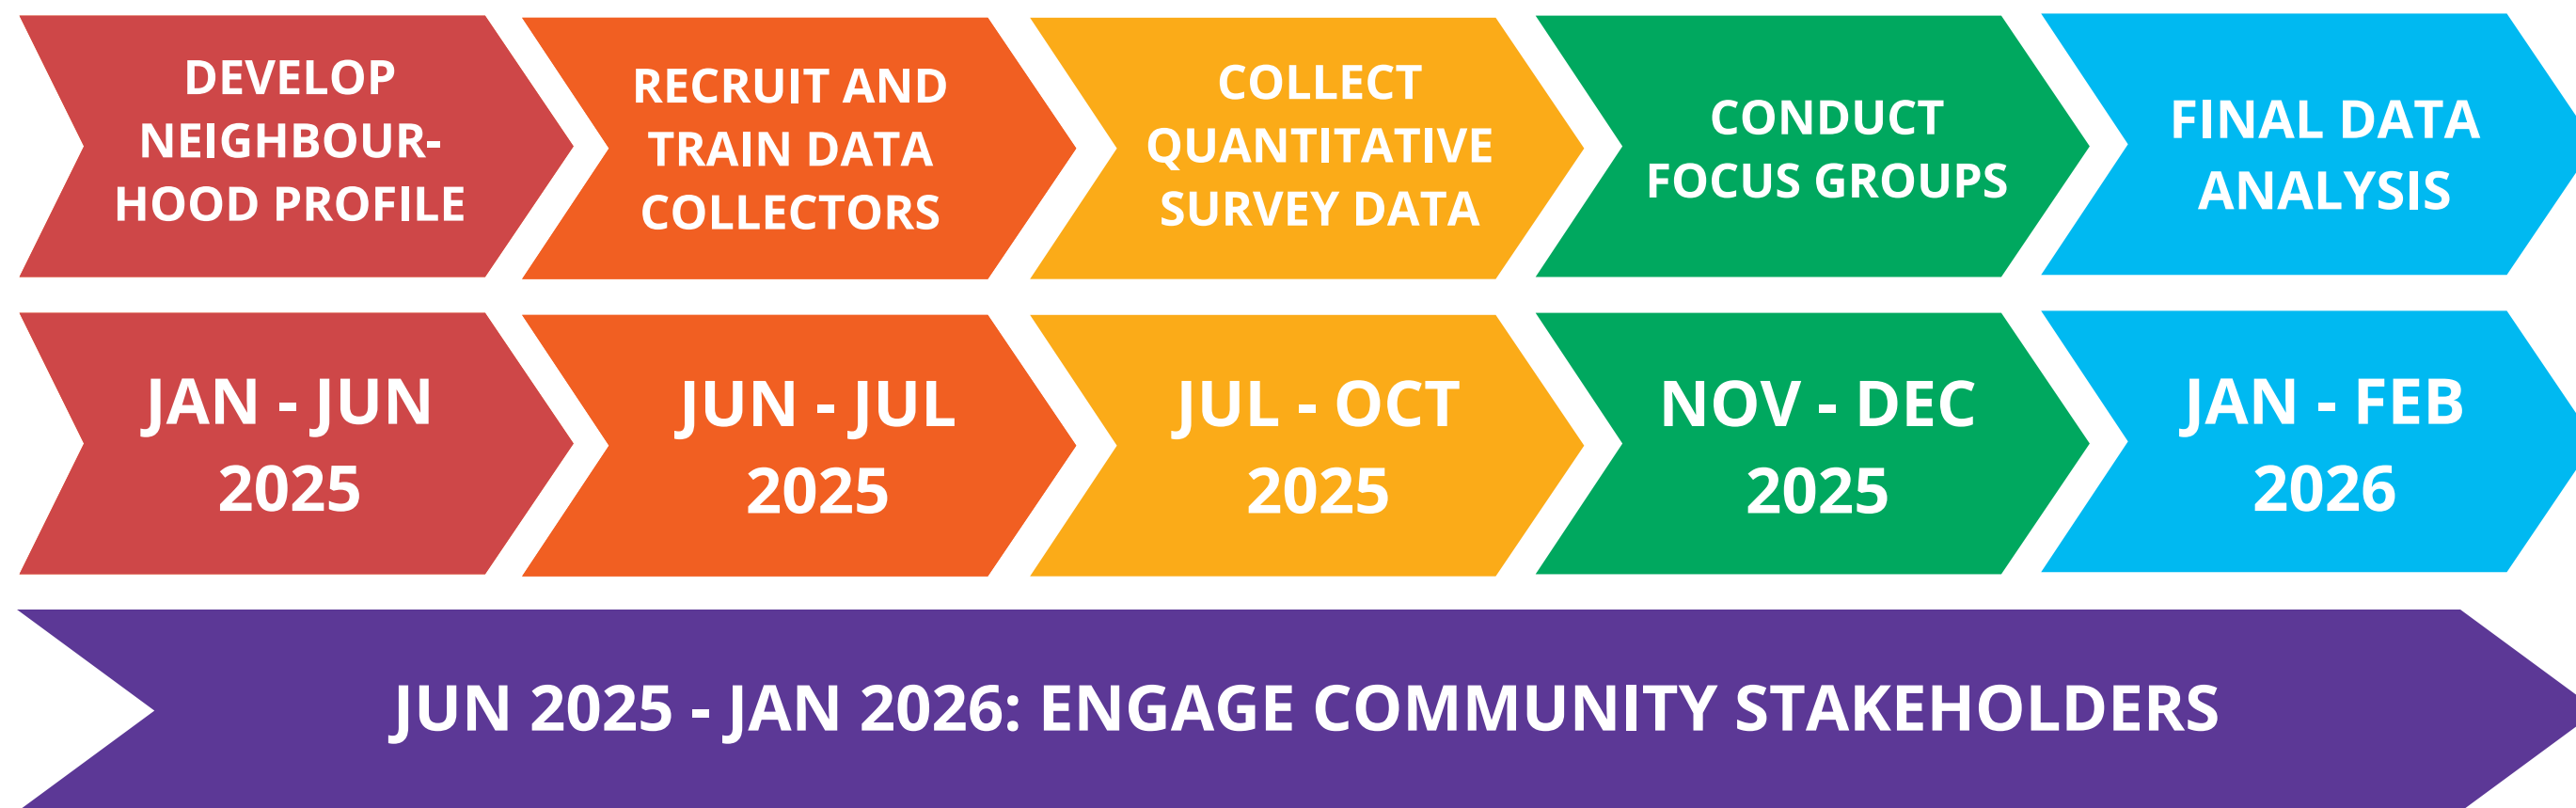 DEVELOP
NEIGHBOUR-
HOOD PROFILE
RECRUIT AND
TRAIN DATA
COLLECTORS
COLLECT
QUANTITATIVE
SURVEY DATA
CONDUCT
FOCUS GROUPS
FINAL DATA
ANALYSIS
JAN - JUN
2025
JUN - JUL
2025
JUL - OCT
2025
NOV - DEC
2025
JAN - FEB
2026
JUN 2025 - JAN 2026: ENGAGE COMMUNITY STAKEHOLDERS